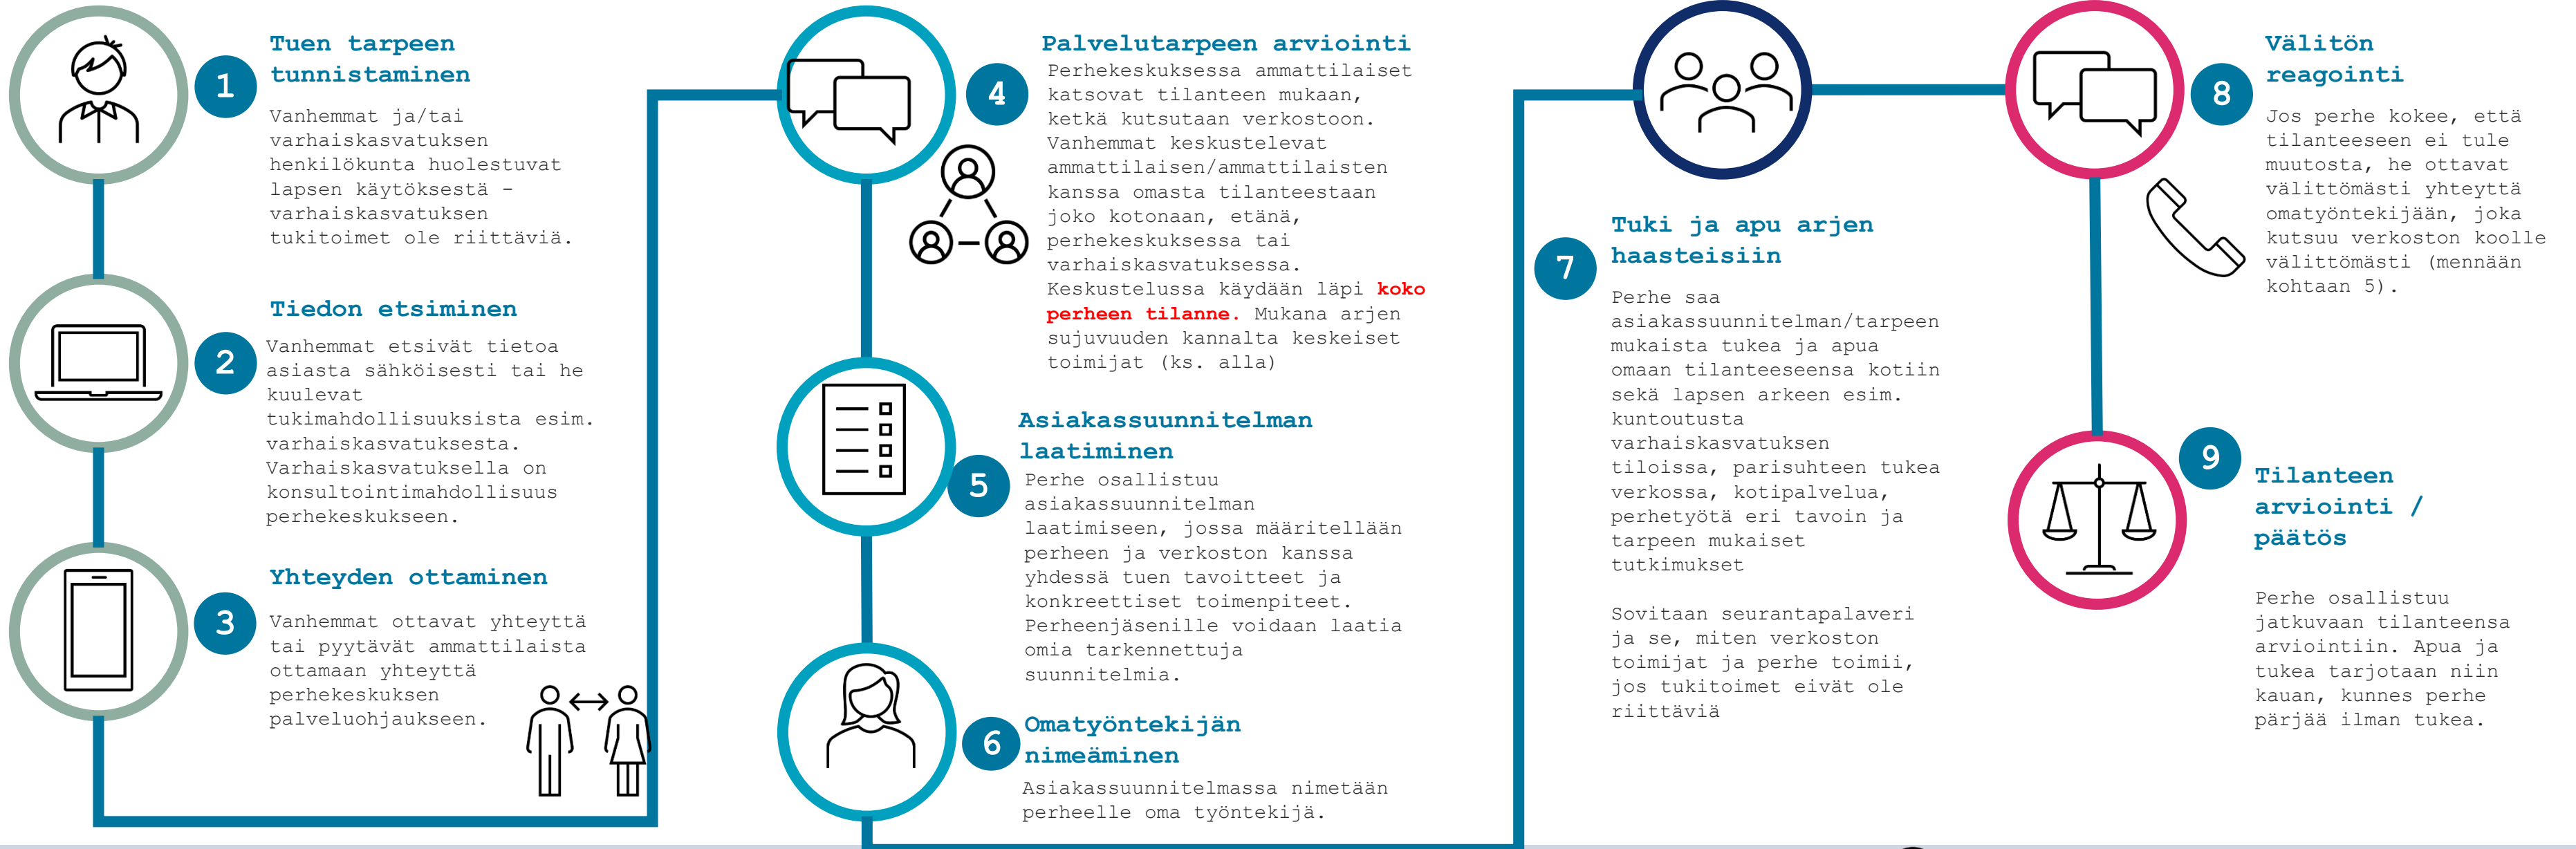 1
Tuen tarpeen
tunnistaminen
Vanhemmat ja/tai
varhaiskasvatuksen
henkilökunta huolestuvat
lapsen käytöksestä -
varhaiskasvatuksen
tukitoimet ole riittäviä.
2
Tiedon etsiminen
Vanhemmat etsivät tietoa
asiasta sähköisesti tai he
kuulevat
tukimahdollisuuksista esim.
varhaiskasvatuksesta.
Varhaiskasvatuksella on
konsultointimahdollisuus
perhekeskukseen.
3
Yhteyden ottaminen
Vanhemmat ottavat yhteyttä
tai pyytävät ammattilaista
ottamaan yhteyttä
perhekeskuksen
palveluohjaukseen.
4
Palvelutarpeen arviointi
Perhekeskuksessa ammattilaiset
katsovat tilanteen mukaan,
ketkä kutsutaan verkostoon.
Vanhemmat keskustelevat
ammattilaisen/ammattilaisten
kanssa omasta tilanteestaan
joko kotonaan, etänä,
perhekeskuksessa tai
varhaiskasvatuksessa.
Keskustelussa käydään läpi koko
perheen tilanne. Mukana arjen
sujuvuuden kannalta keskeiset
toimijat (ks. alla)
5
Asiakassuunnitelman
laatiminen
Perhe osallistuu
asiakassuunnitelman
laatimiseen, jossa määritellään
perheen ja verkoston kanssa
yhdessä tuen tavoitteet ja
konkreettiset toimenpiteet.
Perheenjäsenille voidaan laatia
omia tarkennettuja
suunnitelmia.
6
Omatyöntekijän
nimeäminen
Asiakassuunnitelmassa nimetään
perheelle oma työntekijä.
7
Tuki ja apu arjen
haasteisiin
Perhe saa
asiakassuunnitelman/tarpeen
mukaista tukea ja apua
omaan tilanteeseensa kotiin
sekä lapsen arkeen esim.
kuntoutusta
varhaiskasvatuksen
tiloissa, parisuhteen tukea
verkossa, kotipalvelua,
perhetyötä eri tavoin ja
tarpeen mukaiset
tutkimukset
Sovitaan seurantapalaveri
ja se, miten verkoston
toimijat ja perhe toimii,
jos tukitoimet eivät ole
riittäviä
8
Välitön
reagointi
Jos perhe kokee, että
tilanteeseen ei tule
muutosta, he ottavat
välittömästi yhteyttä
omatyöntekijään, joka
kutsuu verkoston koolle
välittömästi (mennään
kohtaan 5).
9
Tilanteen
arviointi /
päätös
Perhe osallistuu
jatkuvaan tilanteensa
arviointiin. Apua ja
tukea tarjotaan niin
kauan, kunnes perhe
pärjää ilman tukea.